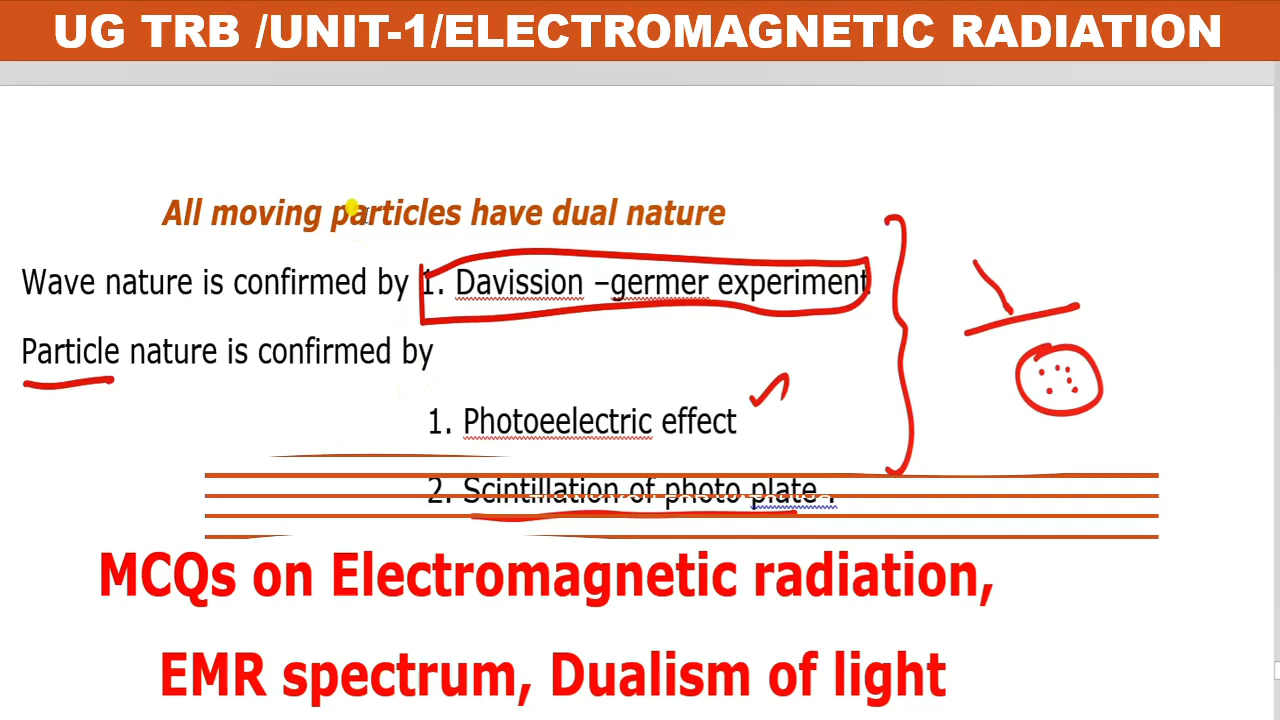 UG TRB /UNIT-1/ELECTROMAGNETIC RADIATION
All moving particles have dual nature
Wave nature is confirmed by 1. Davission –germer experiment
Particle nature is confirmed by
1. Photoeelectric effect
2. Scintillation of photo plate .
MCQs on Electromagnetic radiation,
EMR spectrum, Dualism of light